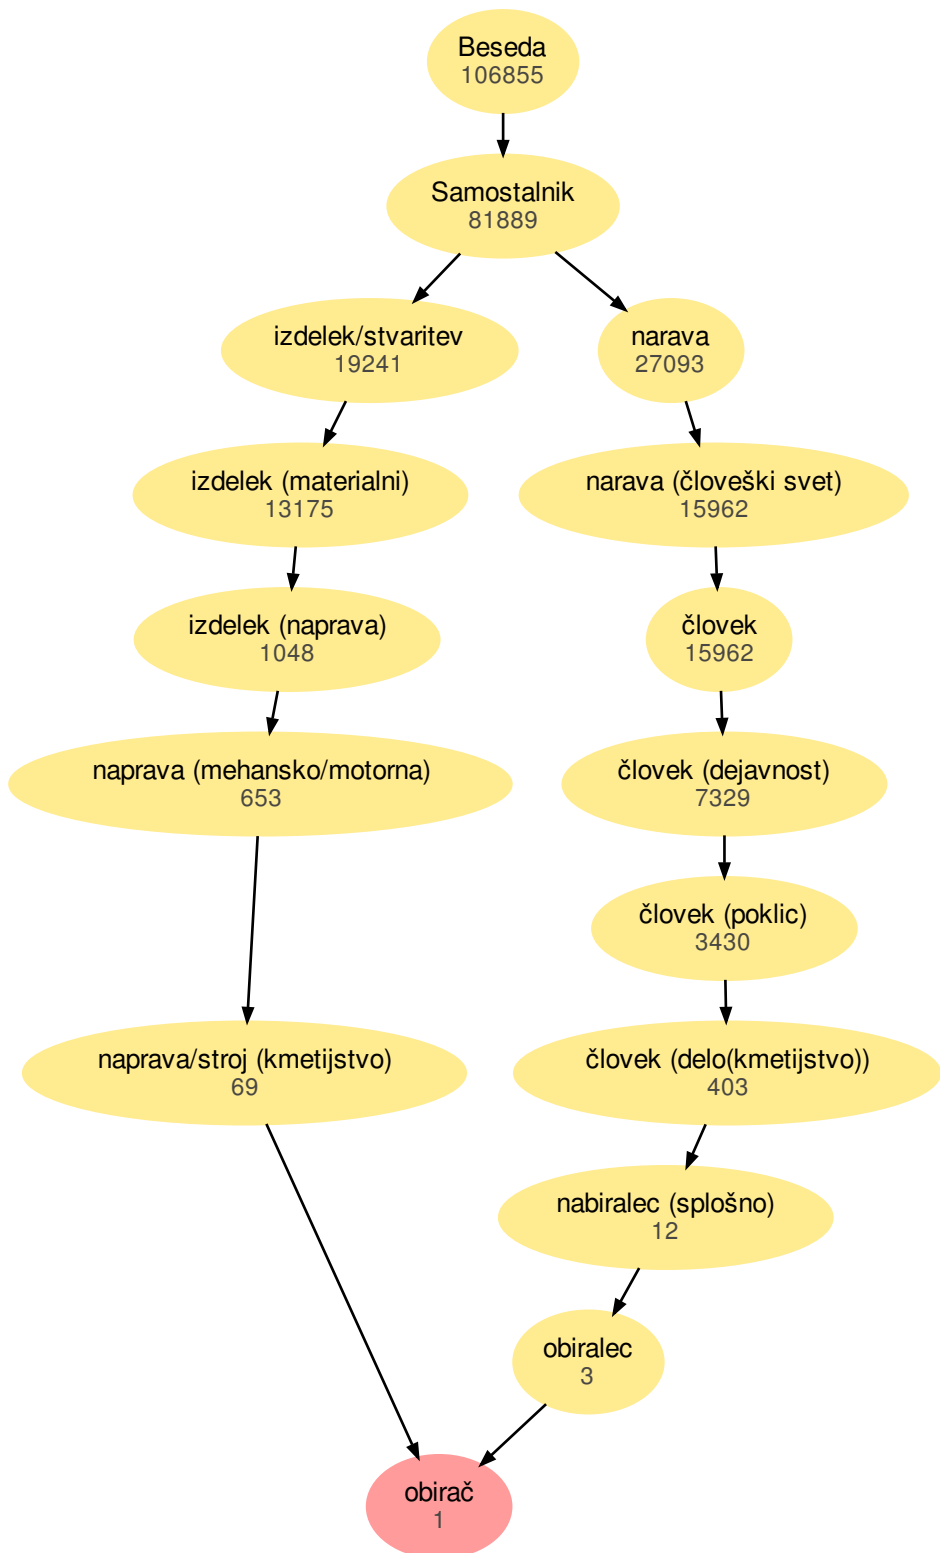 Beseda
106855
Samostalnik
81889
izdelek/stvaritev
19241
narava
27093
izdelek (materialni)
13175
narava (človeški svet)
15962
izdelek (naprava)
1048
človek
15962
naprava (mehansko/motorna)
653
človek (dejavnost)
7329
človek (poklic)
3430
naprava/stroj (kmetijstvo)
69
človek (delo(kmetijstvo))
403
nabiralec (splošno)
12
obiralec
3
obirač
1